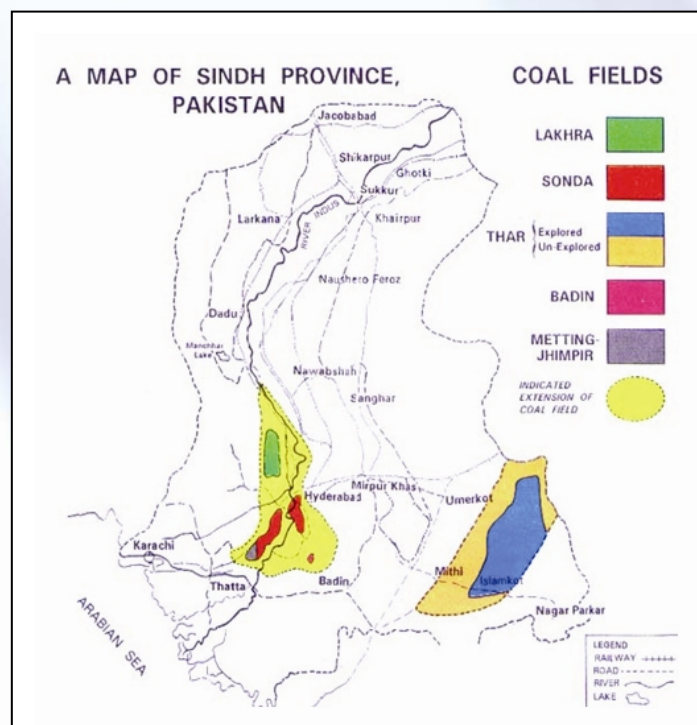 A MAP OF SINDH PROVINCE,
PAKISTAN
COAL FIELDS
LAKHRA
SONDA
THAR
Explored
Un-Explored
BADIN
METTING-
JHIMPIR
INDICATED
EXTENSION OF
COAL FIELD
Jacobabad
Shikarpur
Ghotki
Sukkur
Larkana
Khairpur
RIVER INDUS
Naushero Feroz
Dadu
Manchhar
Lake
Nawabshah
Sanghar
Hyderabad
Mirpur Khas
Umerkot
Karachi
Thatta
Badin
Mithi
Islamkot
Nagar Parkar
ARABIAN SEA
LEGEND
RAILWAY
ROAD
RIVER
LAKE